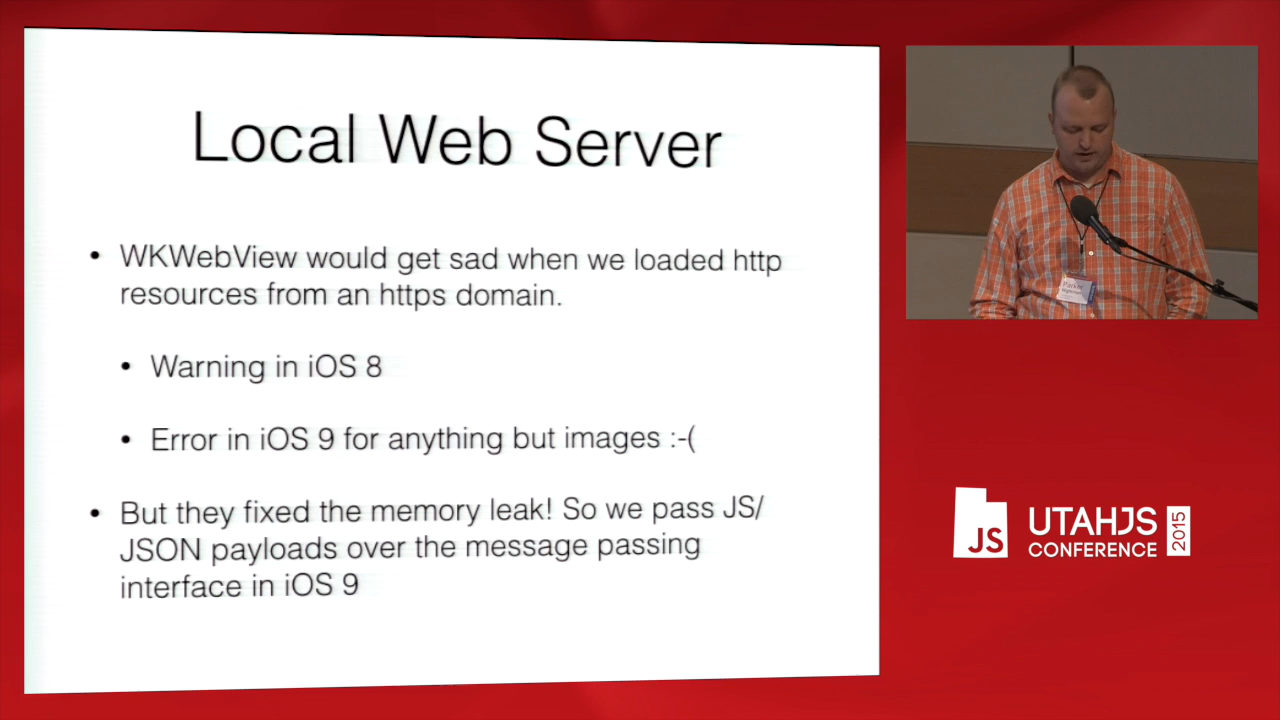 Local Web Server
• WKWebView would get sad when we loaded http
resources from an https domain.
• Warning in iOS 8
• Error in iOS 9 for anything but images :-(
• But they fixed the memory leak! So we pass JS/
JSON payloads over the message passing
interface in iOS 9
Parker
JS
UTAHJS
CONFERENCE
2015